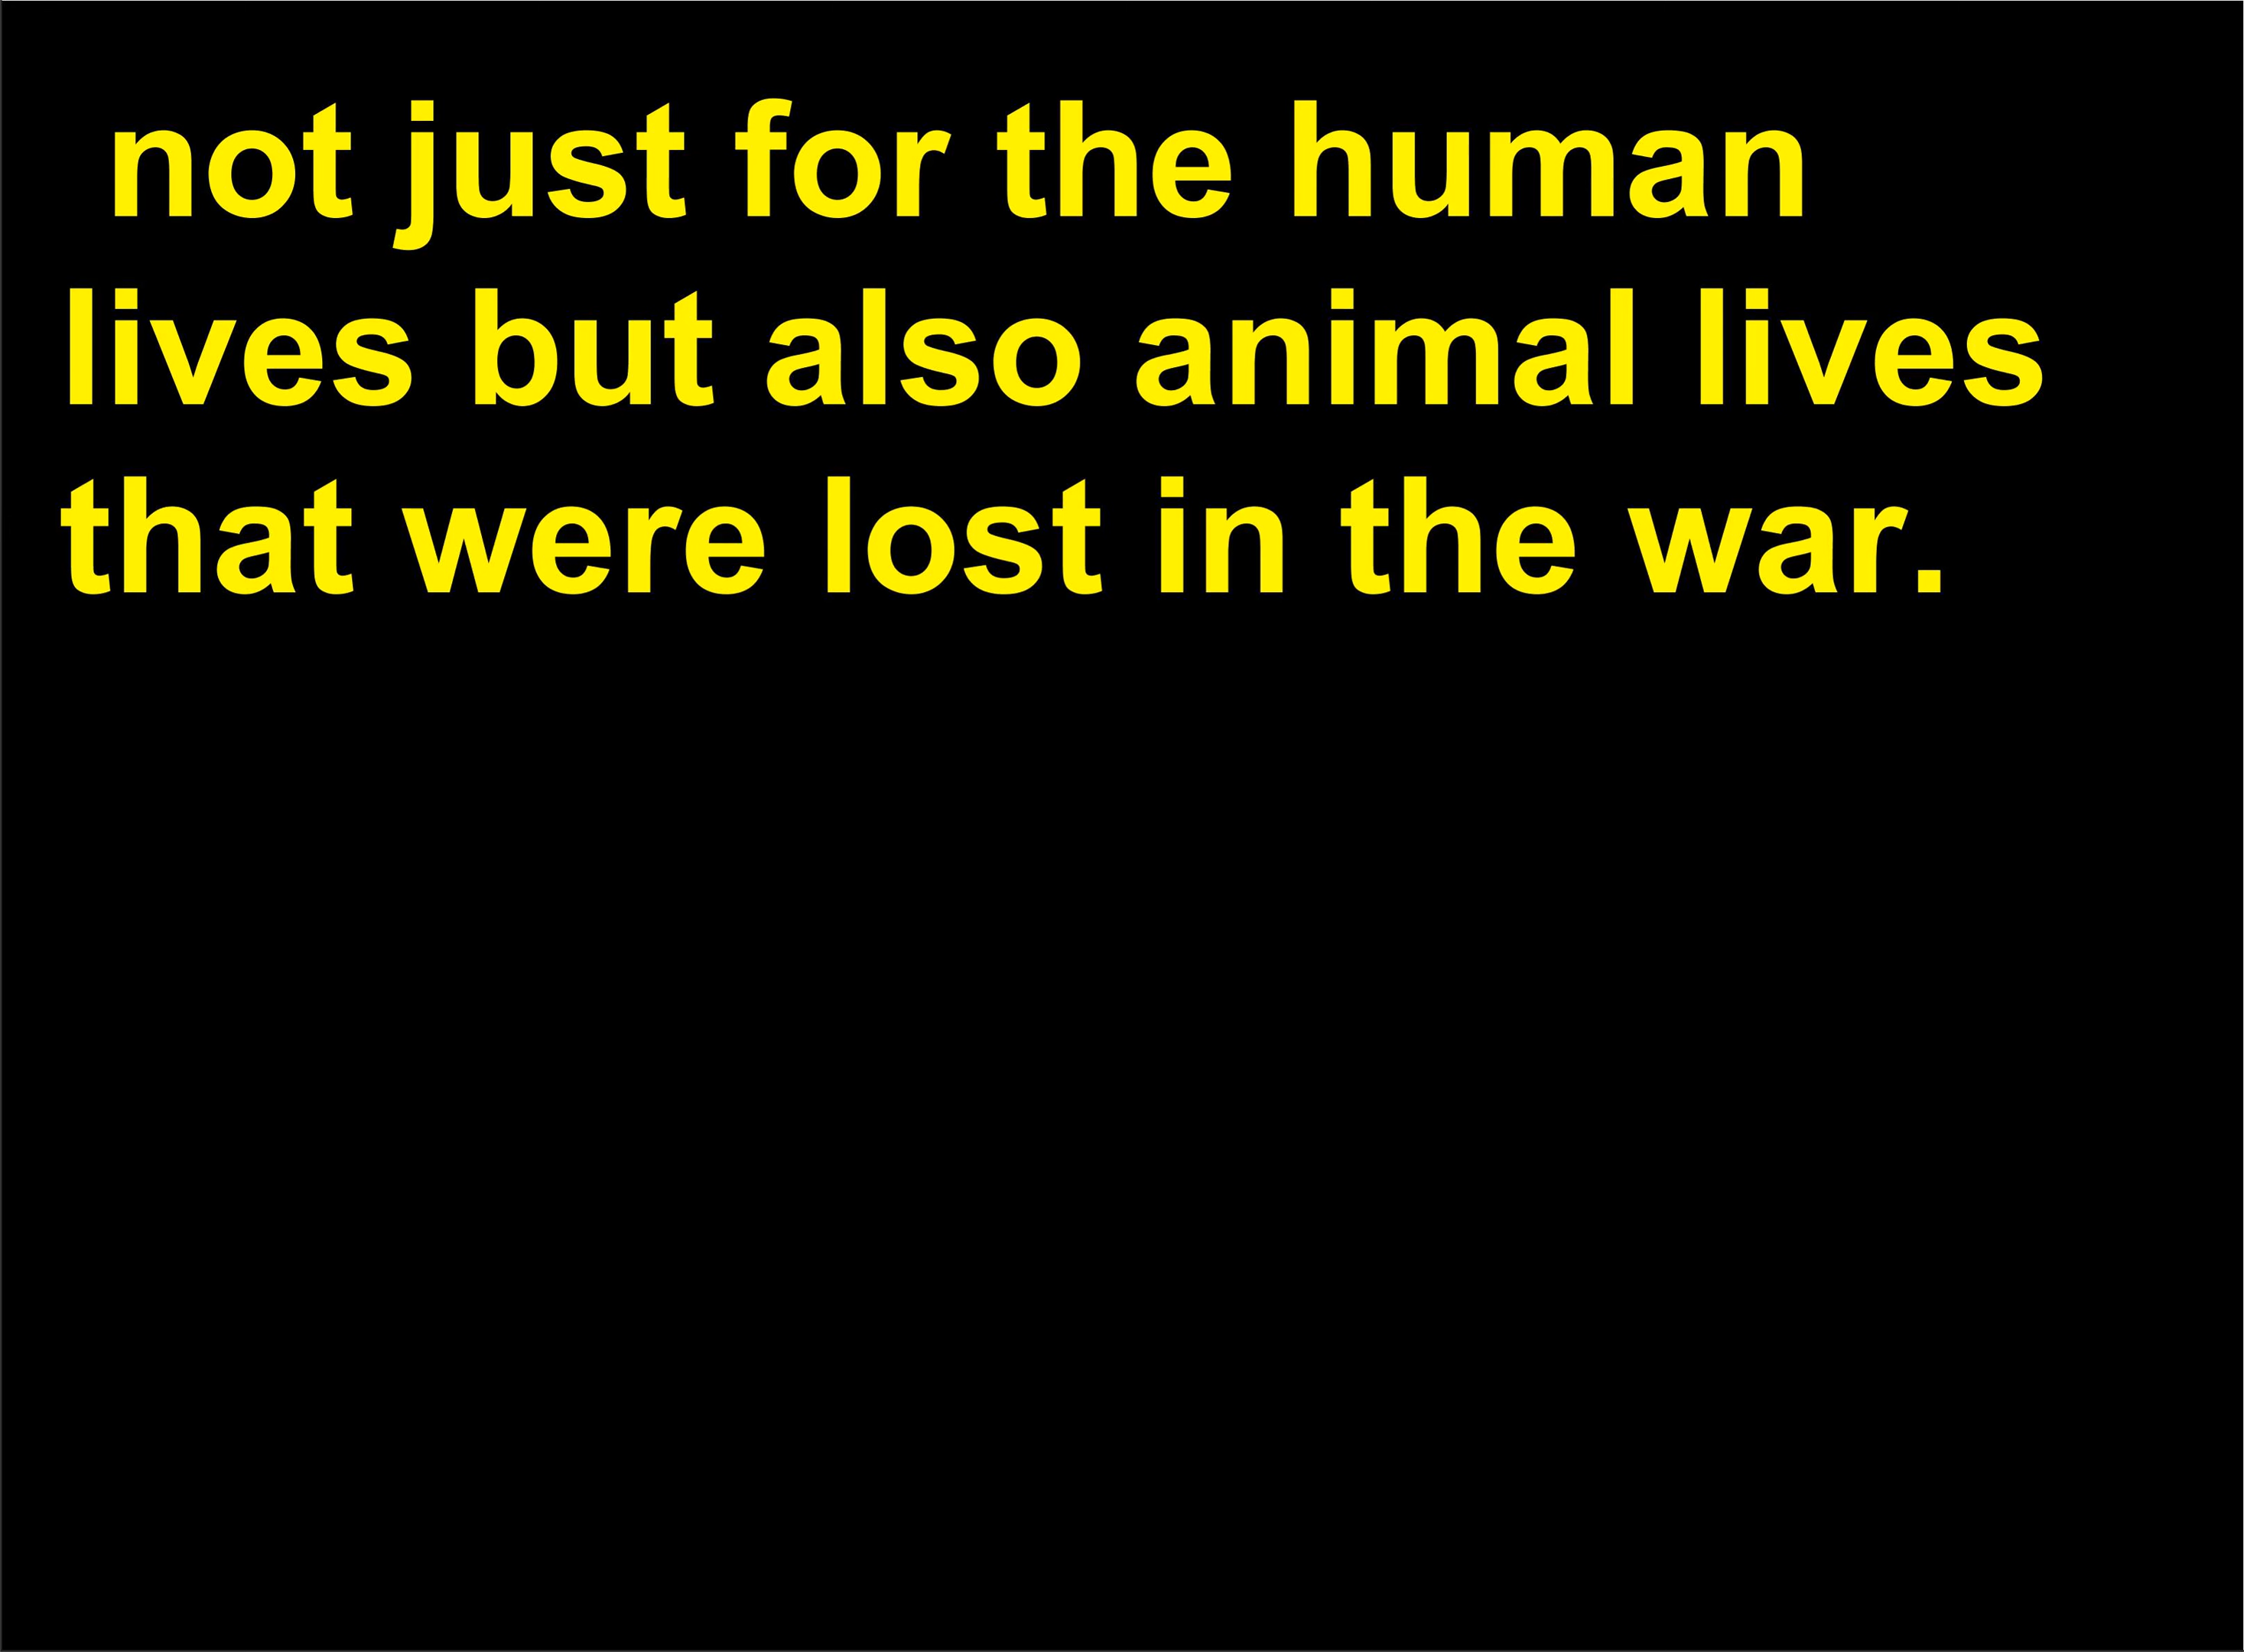 not just for the human
lives but also animal lives
that were lost in the war.